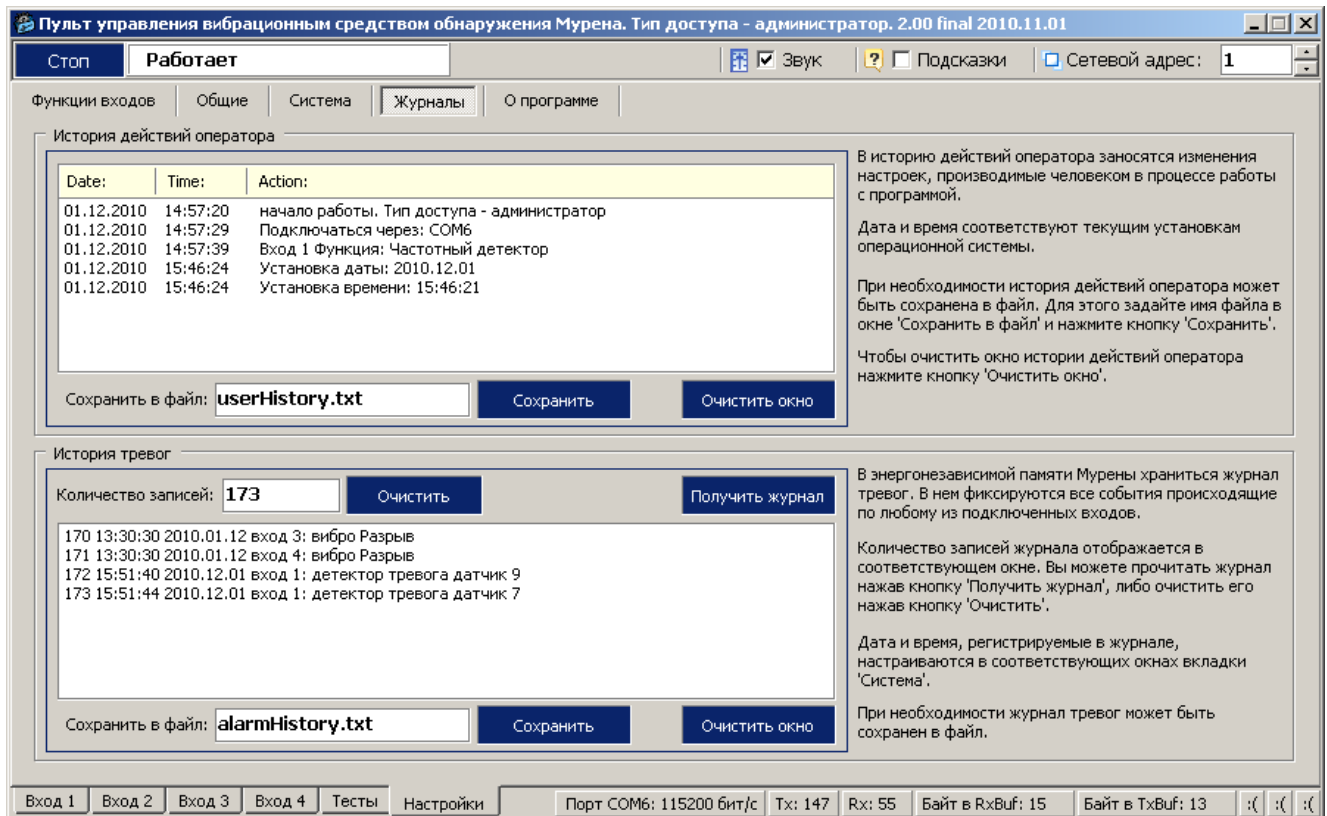 Пульт управления вибрационным средством обнаружения Мурена. Тип доступа - администратор. 2.00 final 2010.11.01
Стоп
Работает
Звук
Подсказки
Сетевой адрес:
1
Функции входов
Общие
Система
Журналы
О программе
История действий оператора
Date: Time: Action:
01.12.2010 14:57:20 начало работы. Тип доступа - администратор
01.12.2010 14:57:29 Подключаться через: COM6
01.12.2010 14:57:39 Вход 1 Функция: Частотный детектор
01.12.2010 15:46:24 Установка даты: 2010.12.01
01.12.2010 15:46:24 Установка времени: 15:46:21
Сохранить в файл: userHistory.txt
Сохранить
Очистить окно
В историю действий оператора заносятся изменения
настроек, производимые человеком в процессе работы
с программой.
Дата и время соответствуют текущим установкам
операционной системы.
При необходимости история действий оператора может
быть сохранена в файл. Для этого задайте имя файла в
окне 'Сохранить в файл' и нажмите кнопку 'Сохранить'.
Чтобы очистить окно истории действий оператора
нажмите кнопку 'Очистить окно'.
История тревог
Количество записей: 173
Очистить
Получить журнал
170 13:30:30 2010.01.12 вход 3: вибро Разрыв
171 13:30:30 2010.01.12 вход 4: вибро Разрыв
172 15:51:40 2010.12.01 вход 1: детектор тревога датчик 9
173 15:51:44 2010.12.01 вход 1: детектор тревога датчик 7
Сохранить в файл: alarmHistory.txt
Сохранить
Очистить окно
В энергонезависимой памяти Мурены храниться журнал
тревог. В нем фиксируются все события происходящие
по любому из подключенных входов.
Количество записей журнала отображается в
соответствующем окне. Вы можете прочитать журнал
нажав кнопку 'Получить журнал', либо очистить его
нажав кнопку 'Очистить'.
Дата и время, регистрируемые в журнале,
настраиваются в соответствующих окнах вкладки
'Система'.
При необходимости журнал тревог может быть
сохранен в файл.
Вход 1
Вход 2
Вход 3
Вход 4
Тесты
Настройки
Порт COM6: 115200 бит/с
Tx: 147
Rx: 55
Байт в RxBuf: 15
Байт в TxBuf: 13
:(
:(
:(